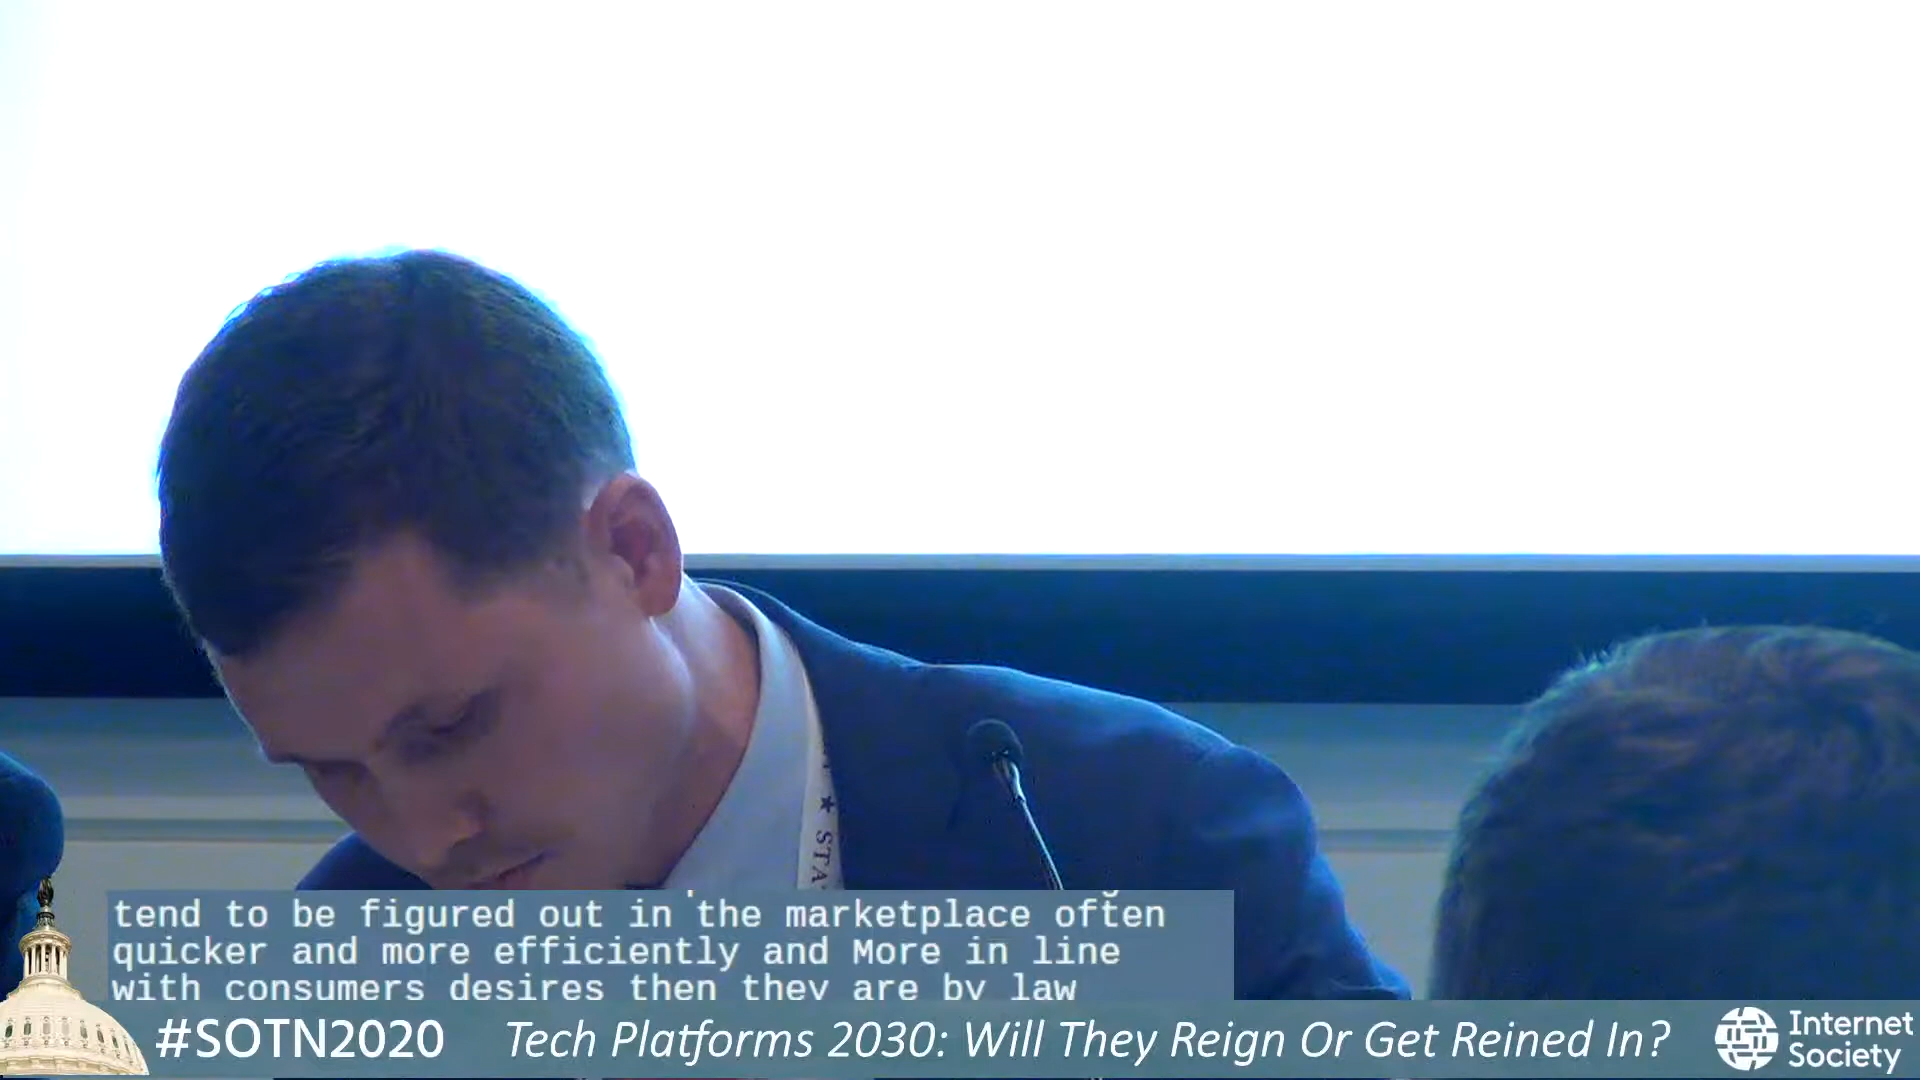 ★ STA
tend to be figured out in the marketplace often
quicker and more efficiently and More in line
with consumers desires then they are by law
#SOTN2020
Tech Platforms 2030: Will They Reign Or Get Reined In?
Internet
Society